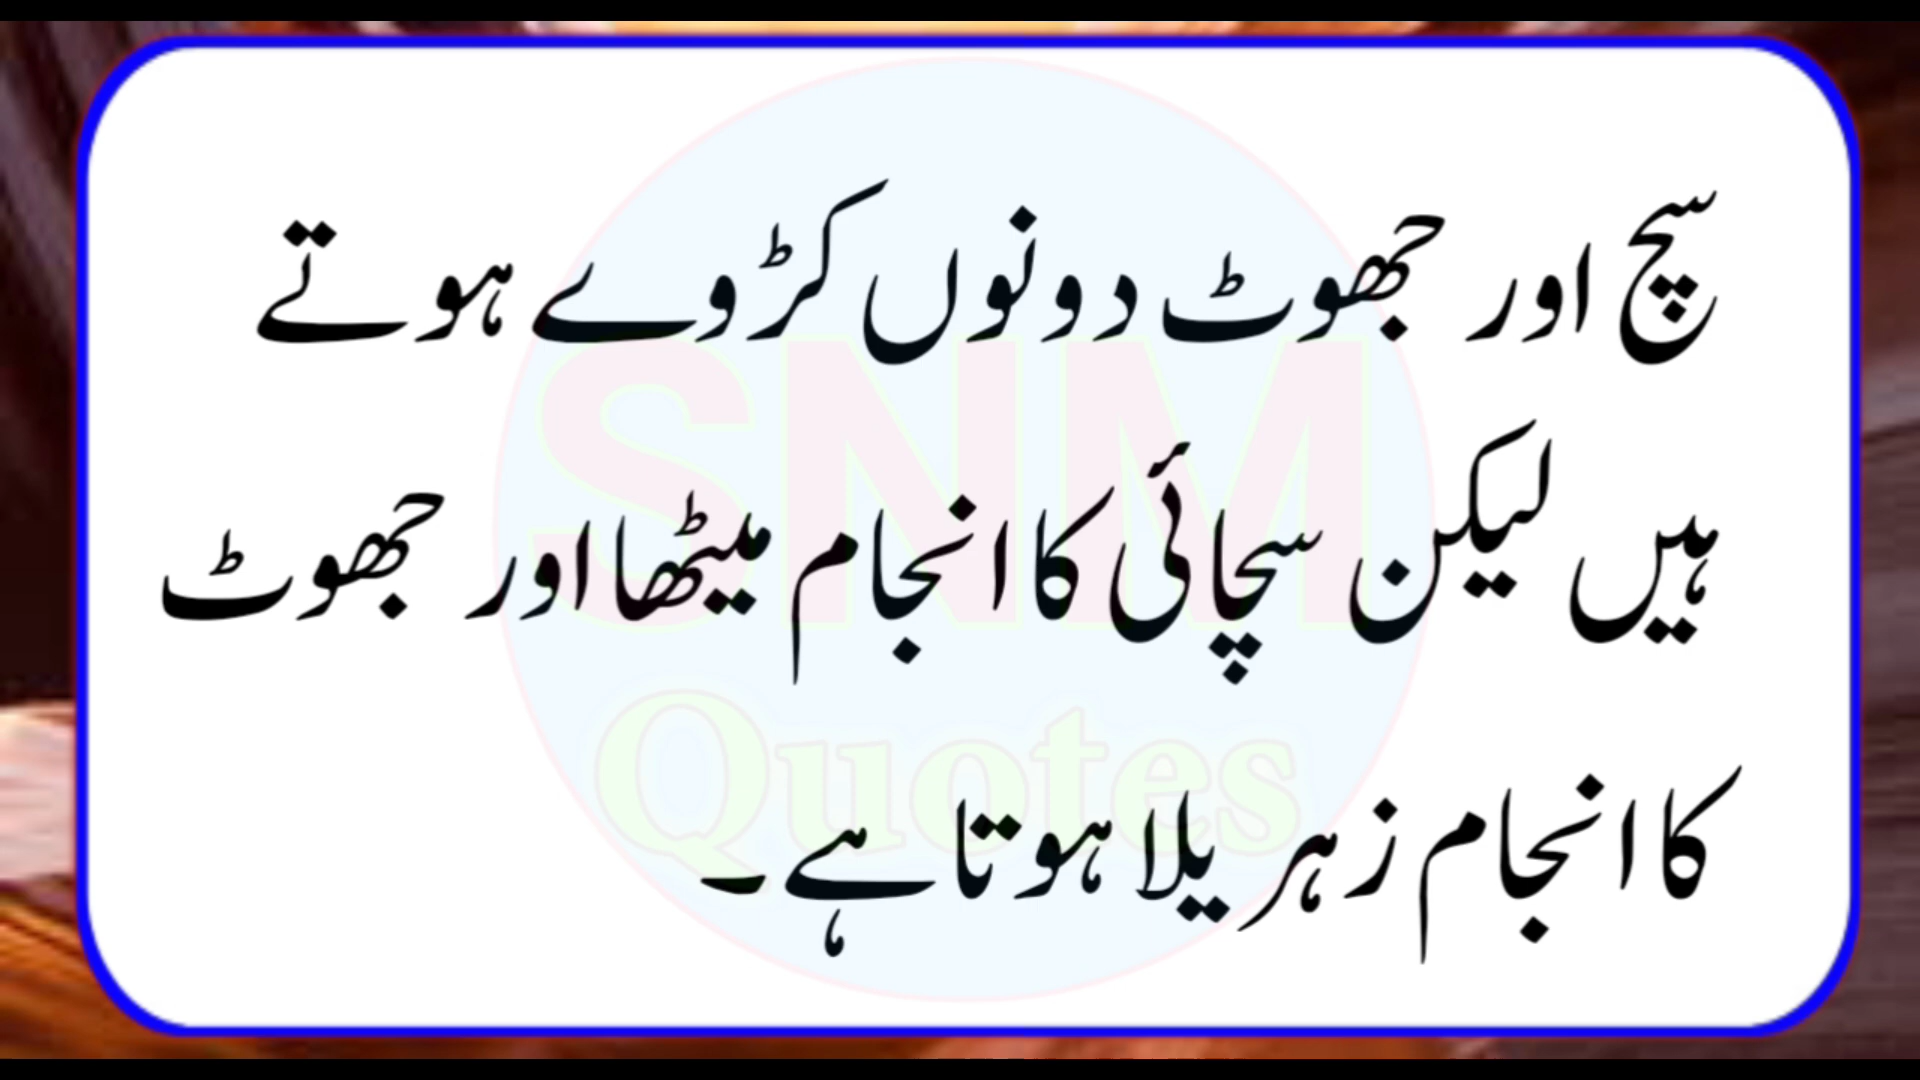 سچ اور جھوٹ دونوں کڑوے ہوتے
ہیں لیکن سچائی کا انجام میٹھا اور جھوٹ
کا انجام زہریلا ہوتا ہے۔
SNM
Quotes